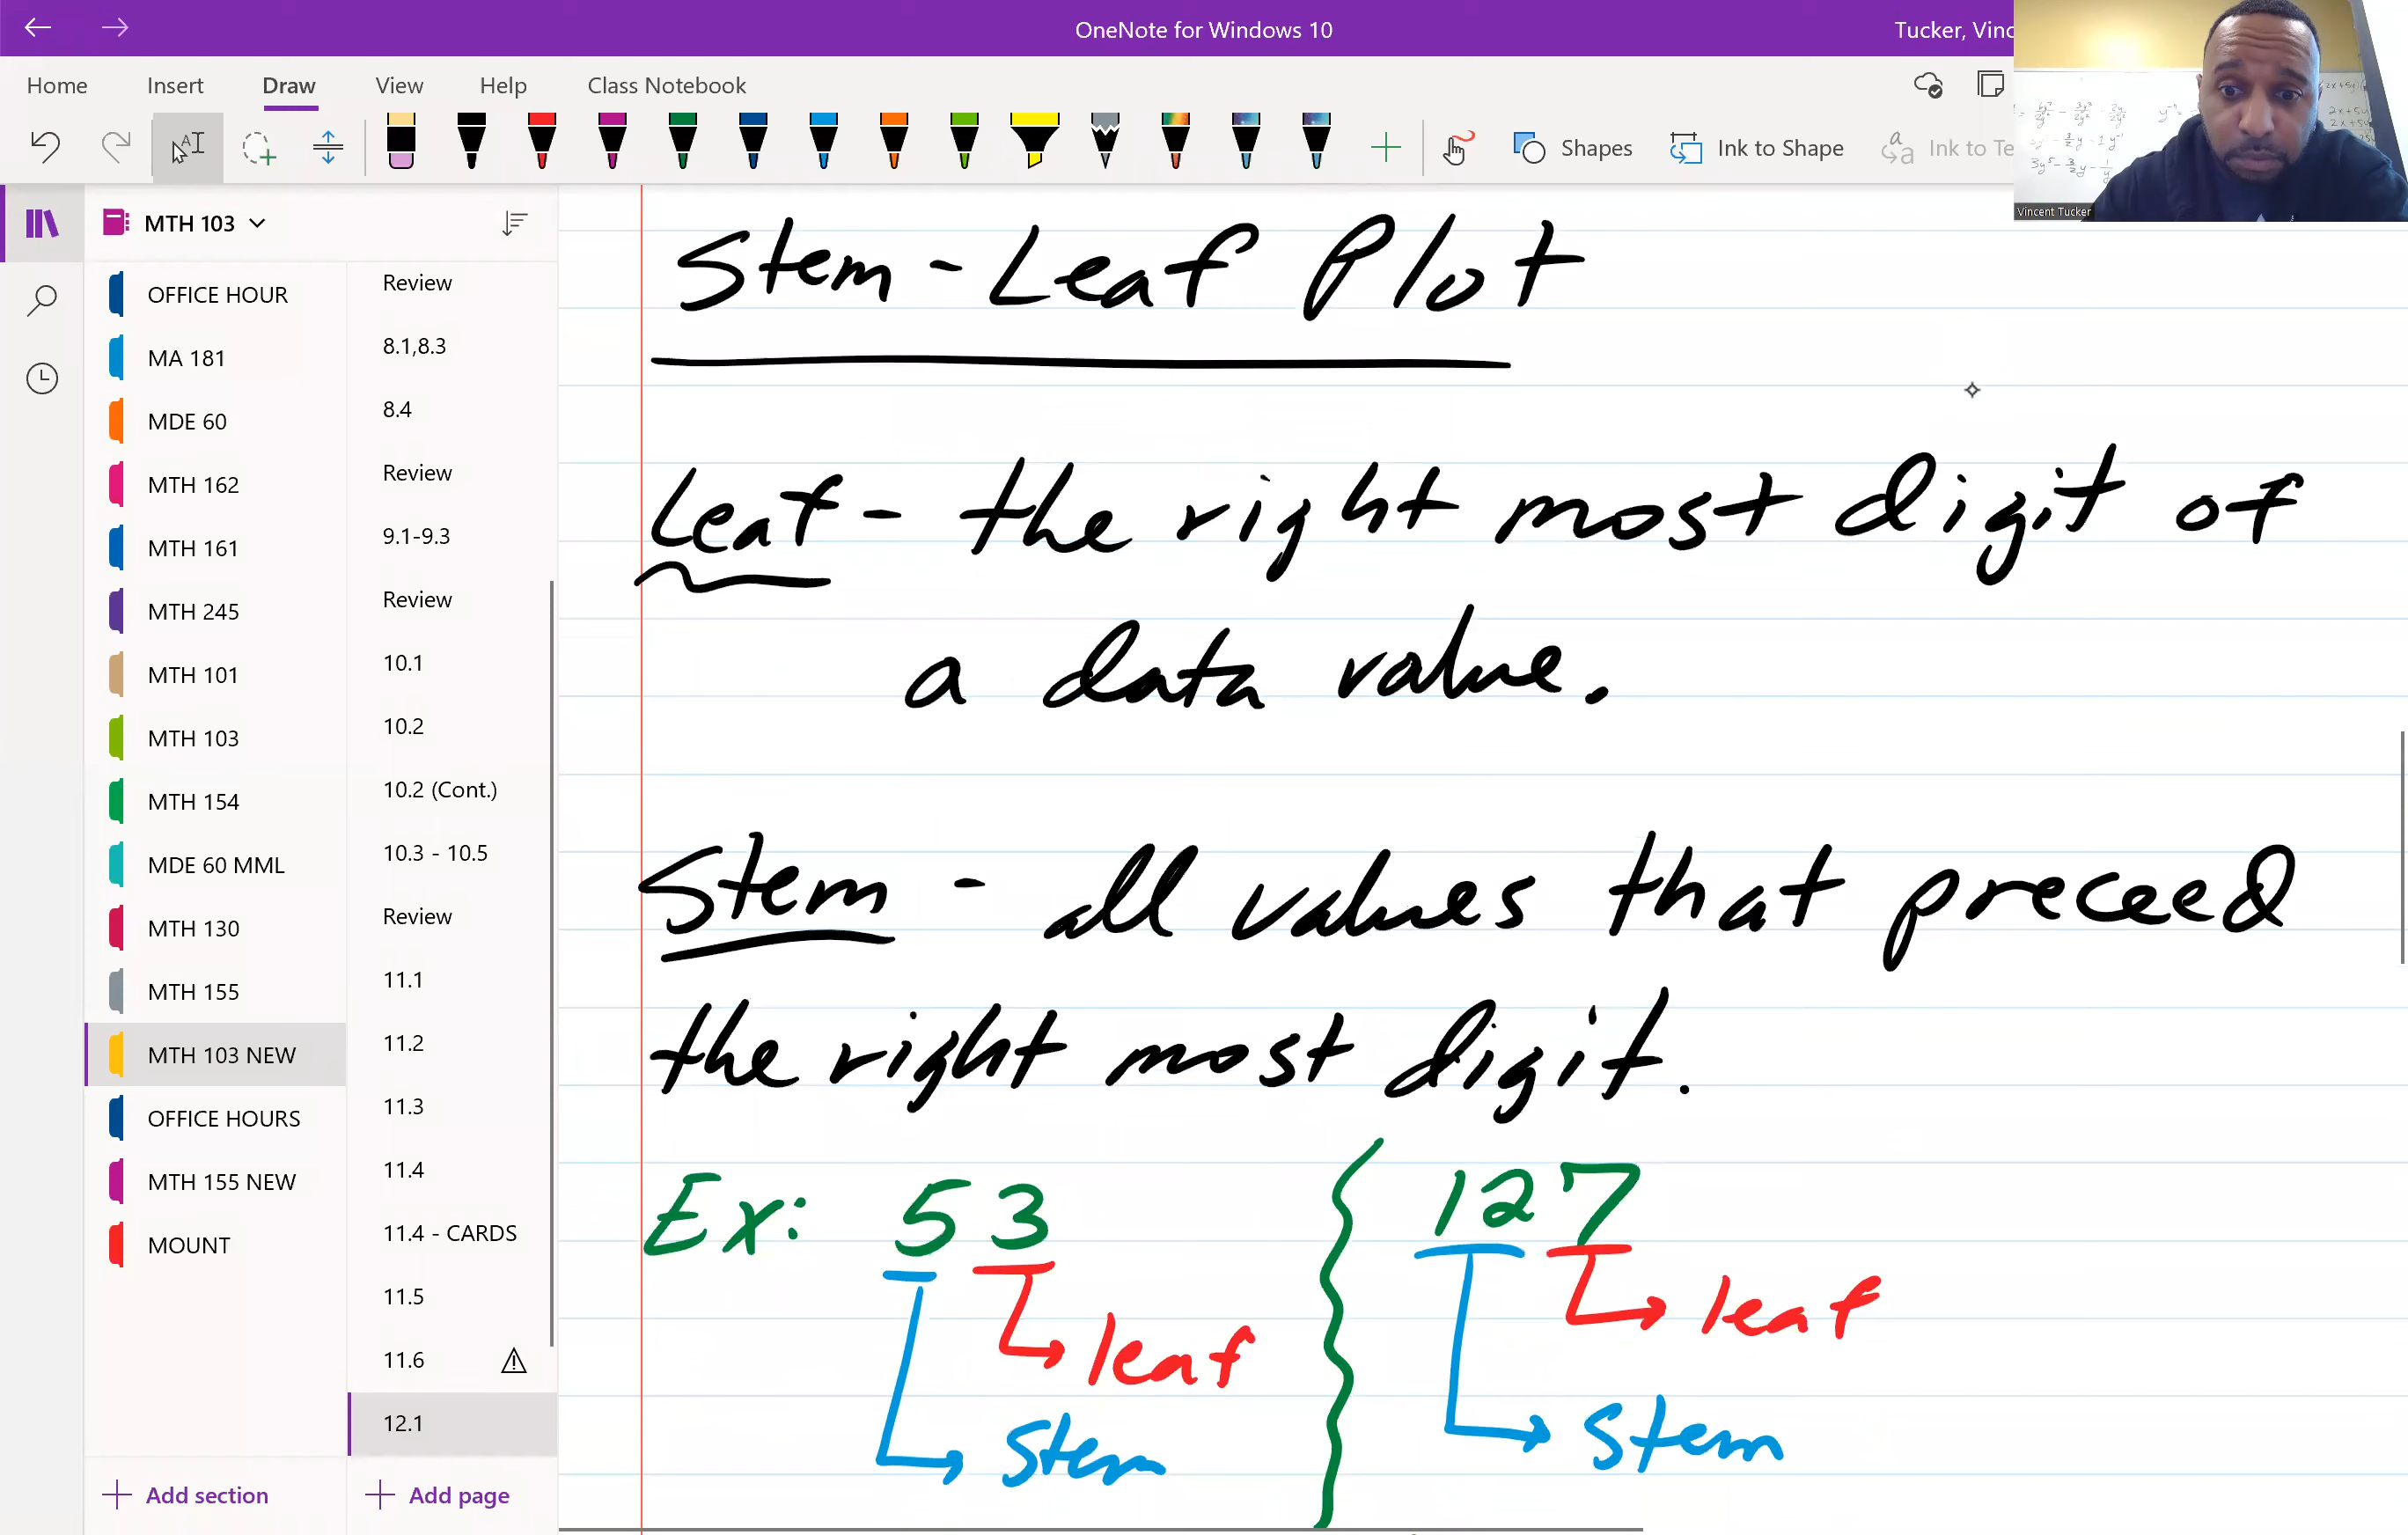 OneNote for Windows 10
Tucker, Vinc
Home Insert Draw View Help Class Notebook
Shapes Ink to Shape Ink to Te
Vincent Tucker
MTH 103
OFFICE HOUR
MA 181
MDE 60
MTH 162
MTH 161
MTH 245
MTH 101
MTH 103
MTH 154
MDE 60 MML
MTH 130
MTH 155
MTH 103 NEW
OFFICE HOURS
MTH 155 NEW
MOUNT
Add section
Review
8.1,8.3
8.4
Review
9.1-9.3
Review
10.1
10.2
10.2 (Cont.)
10.3 - 10.5
Review
11.1
11.2
11.3
11.4
11.4 - CARDS
11.5
11.6
12.1
Add page
Stem - Leaf Plot
Leaf - the right most digit of
a data value.
Stem - all values that preceed
the right most digit.
Ex: 53 127
leaf leaf
stem stem